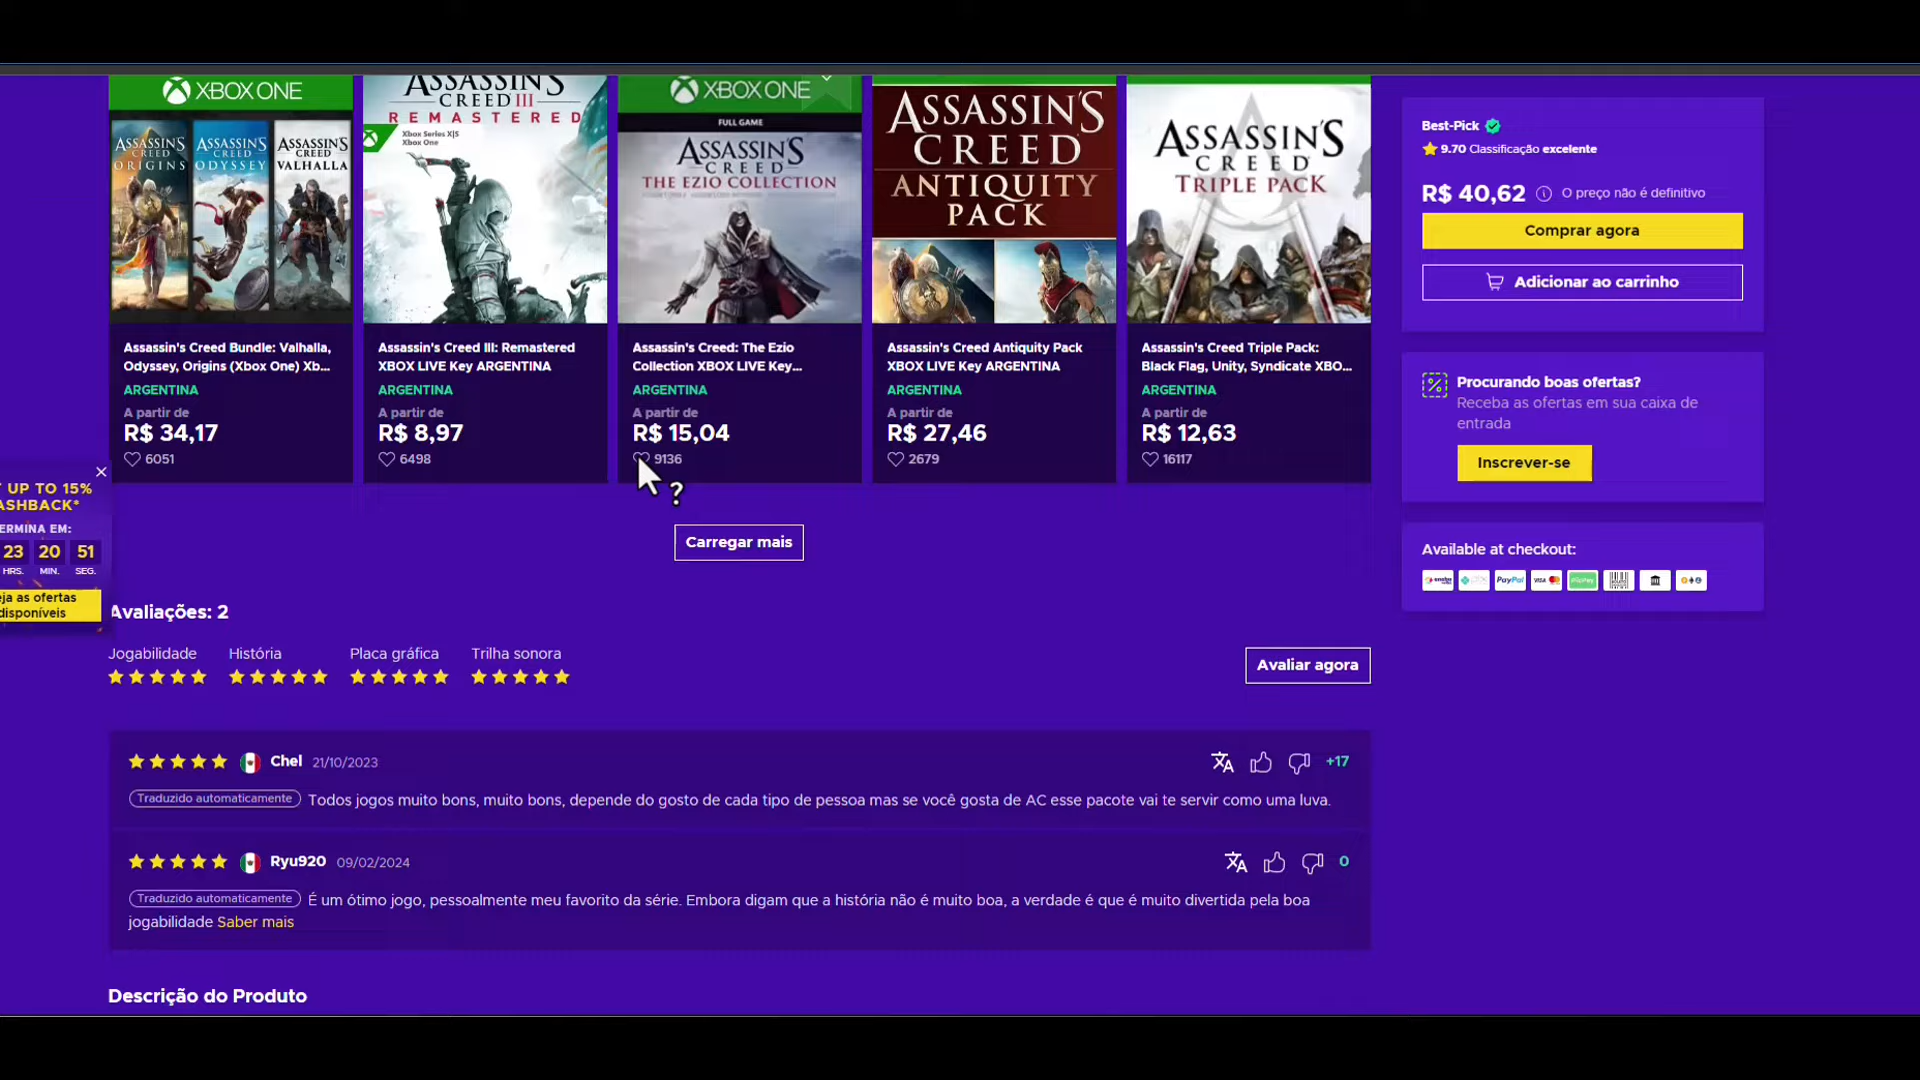 XBOX ONE
ASSASSIN'S
CREED
ORIGINS
ASSASSIN'S
CREED
ODYSSEY
ASSASSIN'S
CREED
VALHALLA
Assassin's Creed Bundle: Valhalla,
Odyssey, Origins (Xbox One) Xb...
ARGENTINA
A partir de
R$ 34,17
6051
ASSASSIN'S
CREED III
REMASTERED
Xbox Series X|S
Xbox One
Assassin's Creed III: Remastered
XBOX LIVE Key ARGENTINA
ARGENTINA
A partir de
R$ 8,97
6498
XBOX ONE
FULL GAME
ASSASSIN'S
CREED
THE EZIO COLLECTION
Assassin's Creed: The Ezio
Collection XBOX LIVE Key...
ARGENTINA
A partir de
R$ 15,04
9136
?
ASSASSIN'S
CREED
ANTIQUITY
PACK
Assassin's Creed Antiquity Pack
XBOX LIVE Key ARGENTINA
ARGENTINA
A partir de
R$ 27,46
2679
ASSASSIN'S
CREED
TRIPLE PACK
Assassin's Creed Triple Pack:
Black Flag, Unity, Syndicate XBO...
ARGENTINA
A partir de
R$ 12,63
16117
Carregar mais
UP TO 15%
ASHBACK*
ERMINA EM:
23 20 51
HRS. MIN. SEG.
eja as ofertas
disponíveis
Avaliações: 2
Jogabilidade História Placa gráfica Trilha sonora
Avaliar agora
Chel 21/10/2023
+17
Traduzido automaticamente Todos jogos muito bons, muito bons, depende do gosto de cada tipo de pessoa mas se você gosta de AC esse pacote vai te servir como uma luva.
Ryu920 09/02/2024
0
Traduzido automaticamente É um ótimo jogo, pessoalmente meu favorito da série. Embora digam que a história não é muito boa, a verdade é que é muito divertida pela boa
jogabilidade Saber mais
Descrição do Produto
Best-Pick
9.70 Classificação excelente
R$ 40,62 O preço não é definitivo
Comprar agora
Adicionar ao carrinho
Procurando boas ofertas?
Receba as ofertas em sua caixa de
entrada
Inscrever-se
Available at checkout:
PayPal VISA